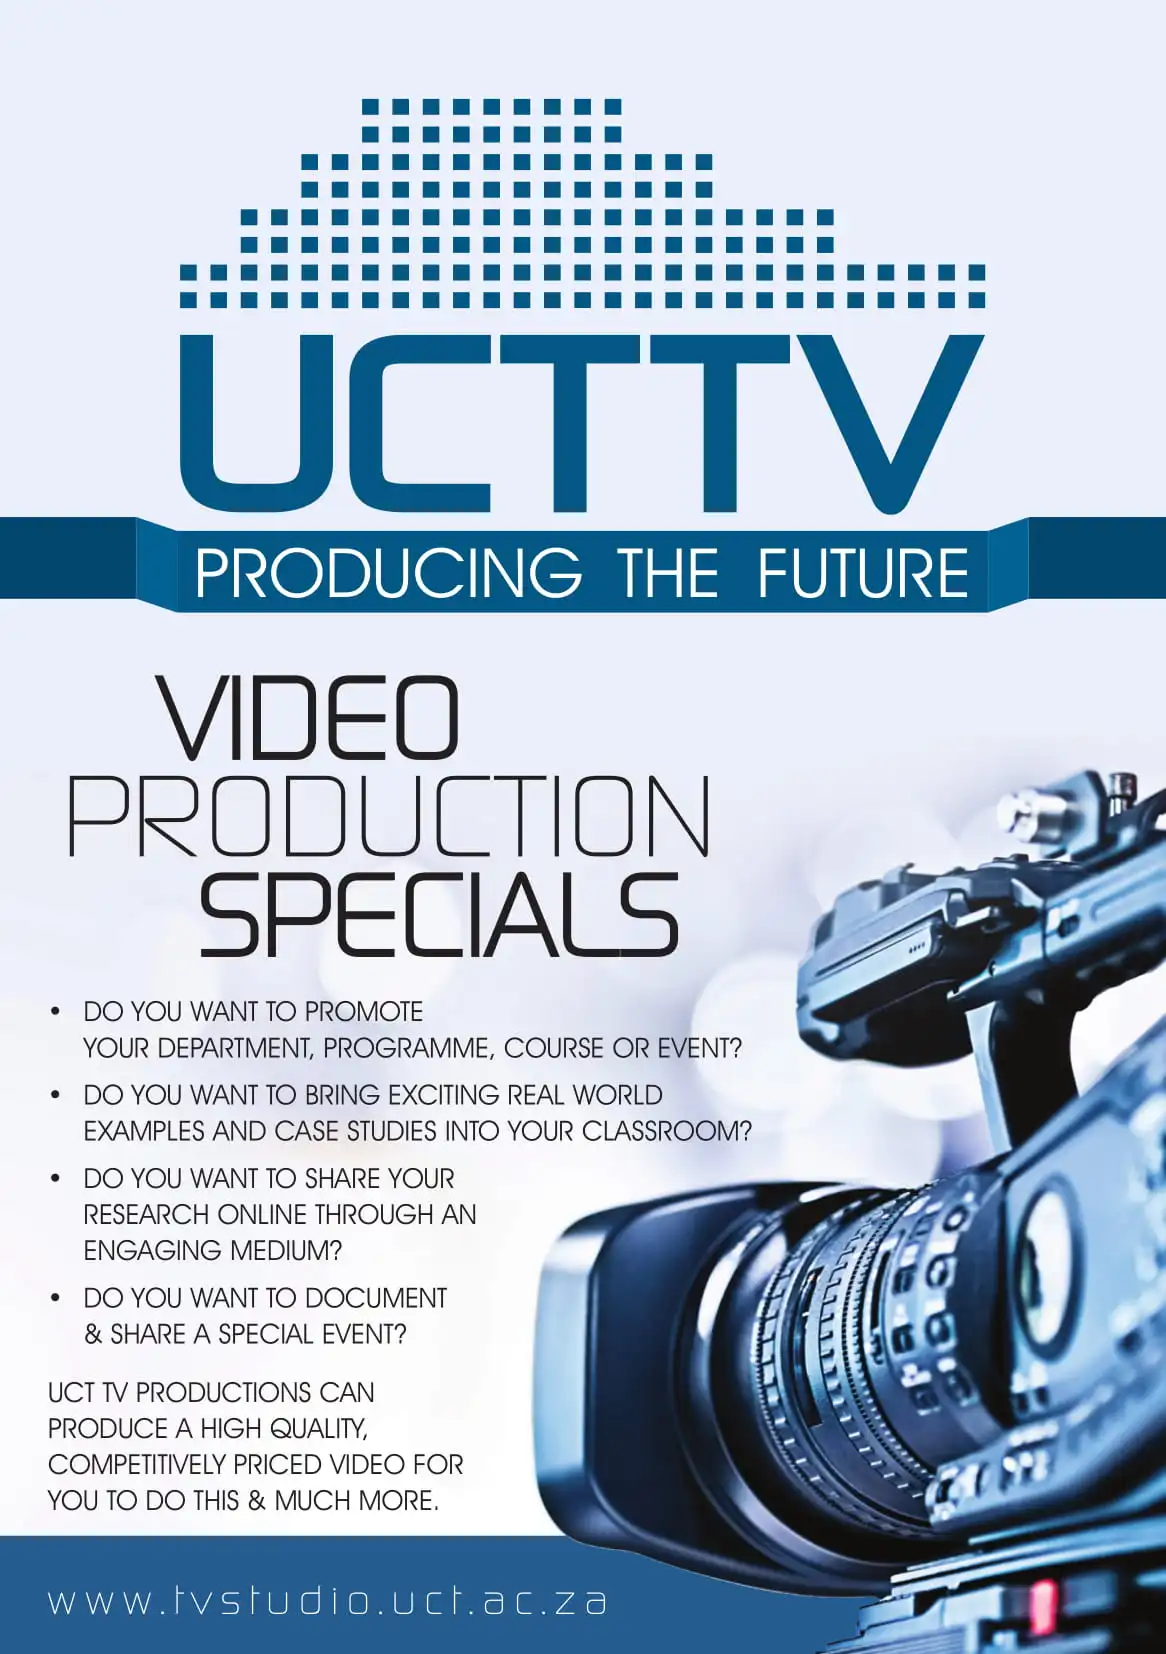 UCTTV
PRODUCING THE FUTURE
VIDEO
PRODUCTION
SPECIALS
• DO YOU WANT TO PROMOTE
YOUR DEPARTMENT, PROGRAMME, COURSE OR EVENT?
• DO YOU WANT TO BRING EXCITING REAL WORLD
EXAMPLES AND CASE STUDIES INTO YOUR CLASSROOM?
• DO YOU WANT TO SHARE YOUR
RESEARCH ONLINE THROUGH AN
ENGAGING MEDIUM?
• DO YOU WANT TO DOCUMENT
& SHARE A SPECIAL EVENT?
UCT TV PRODUCTIONS CAN
PRODUCE A HIGH QUALITY,
COMPETITIVELY PRICED VIDEO FOR
YOU TO DO THIS & MUCH MORE.
www.tvstudio.uct.ac.za